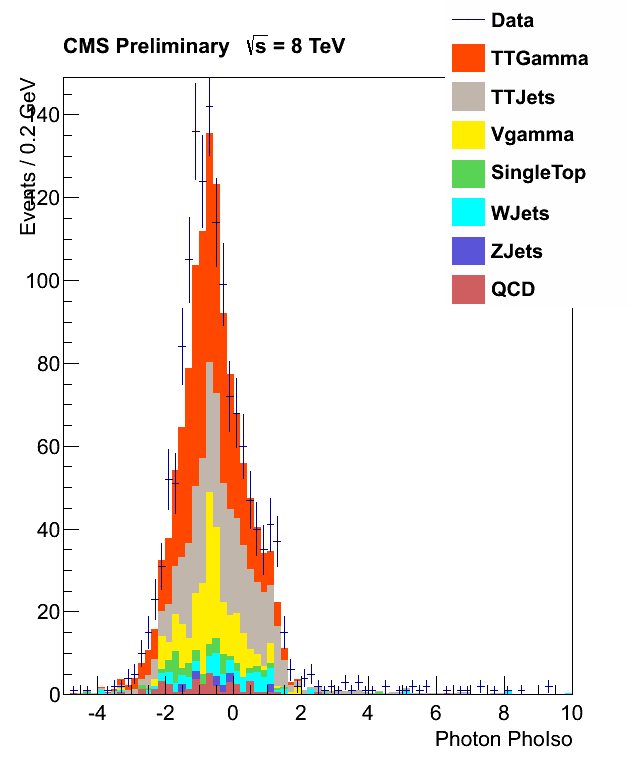 Data
CMS Preliminary √s = 8 TeV
TTGamma
TTJets
Vgamma
SingleTop
WJets
ZJets
QCD
Events / 0.2 GeV
140
120
100
80
60
40
20
0
-4 -2 0 2 4 6 8 10
Photon PhoIso